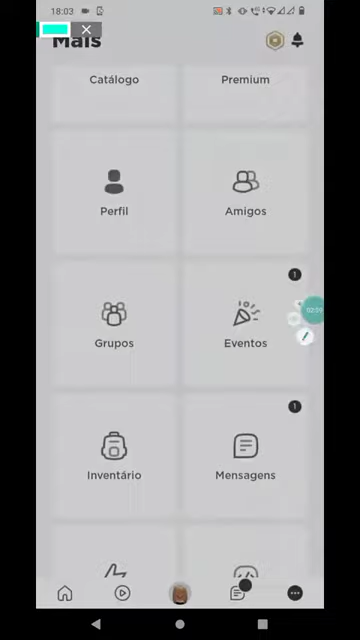 18:03
Mais
Catálogo
Premium
Perfil
Amigos
1
Grupos
Eventos
1
Inventário
Mensagens